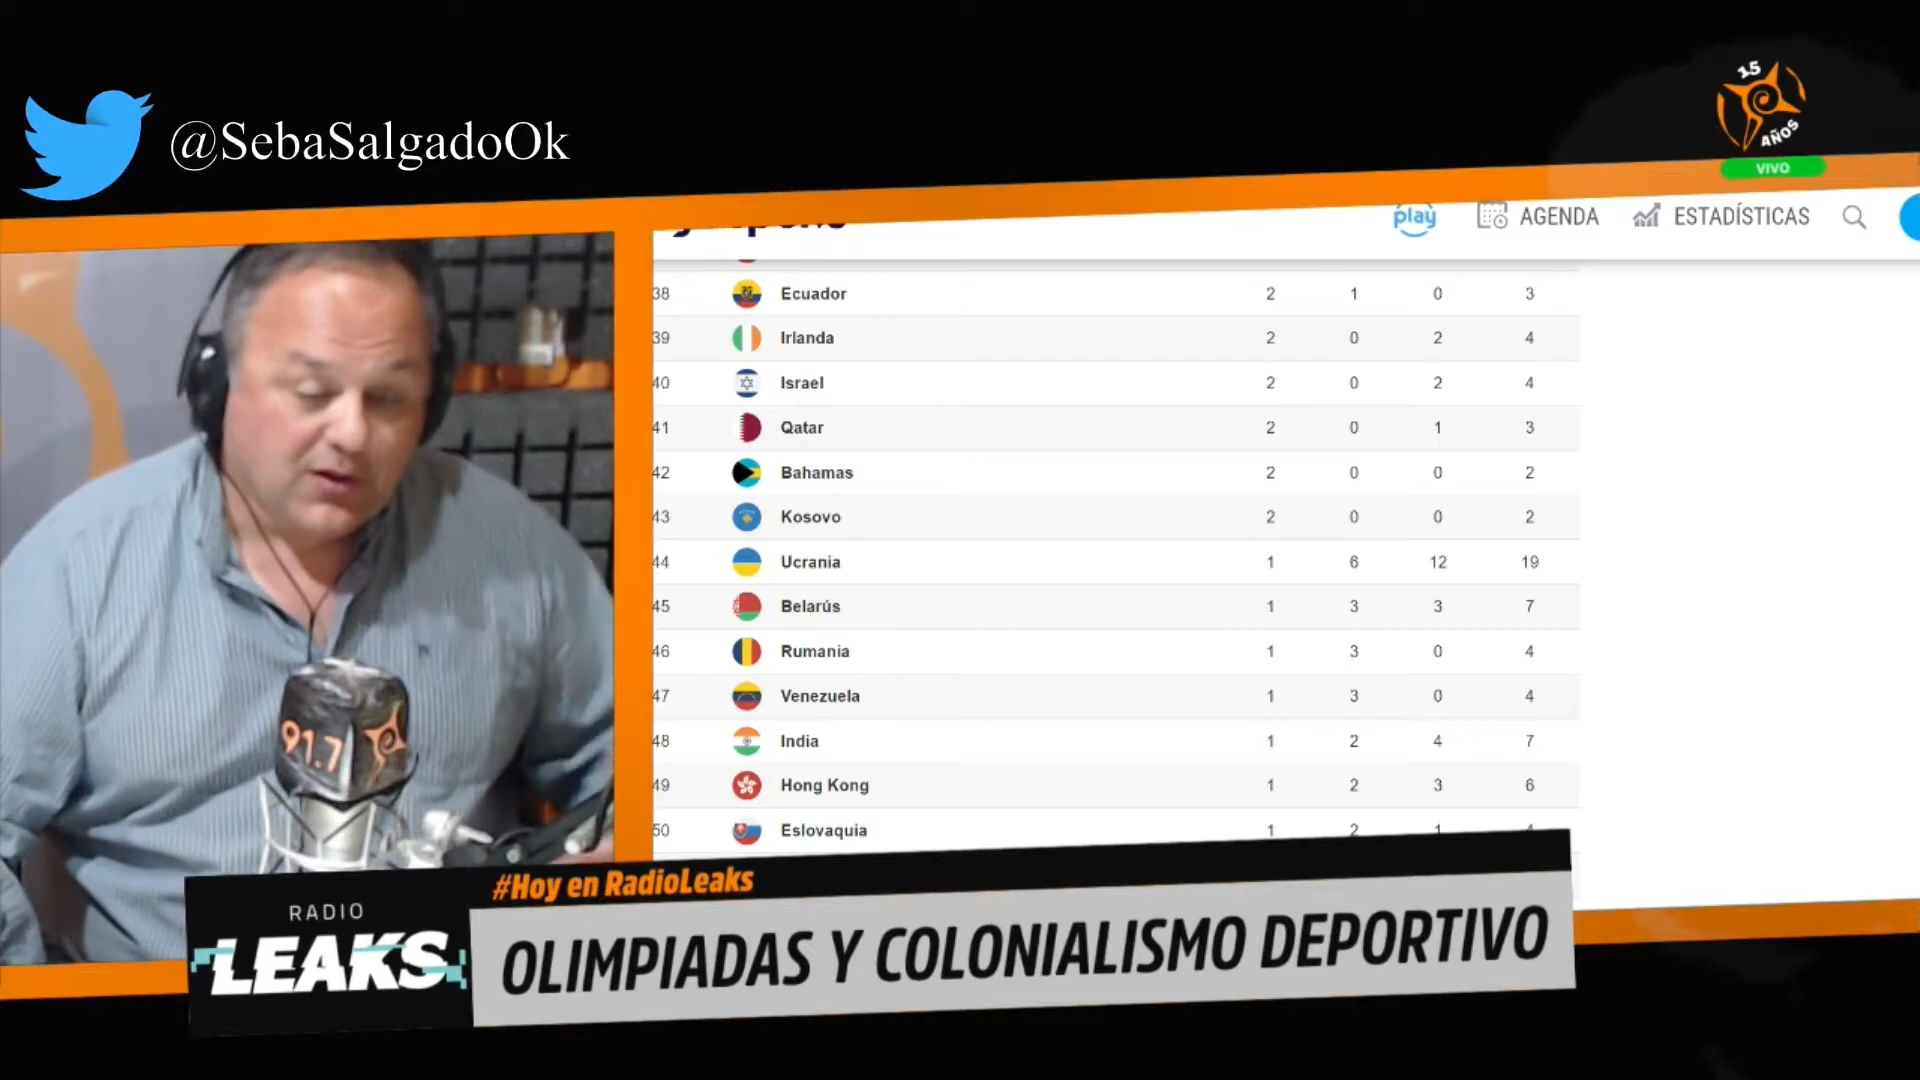 @SebaSalgadoOk
15
AÑOS
VIVO
play
AGENDA
ESTADÍSTICAS
38 Ecuador 2 1 0 3
39 Irlanda 2 0 2 4
40 Israel 2 0 2 4
41 Qatar 2 0 1 3
42 Bahamas 2 0 0 2
43 Kosovo 2 0 0 2
44 Ucrania 1 6 12 19
45 Belarús 1 3 3 7
46 Rumania 1 3 0 4
47 Venezuela 1 3 0 4
48 India 1 2 4 7
49 Hong Kong 1 2 3 6
50 Eslovaquia 1 2 1 4
91.7
#Hoy en RadioLeaks
RADIO
LEAKS
OLIMPIADAS Y COLONIALISMO DEPORTIVO